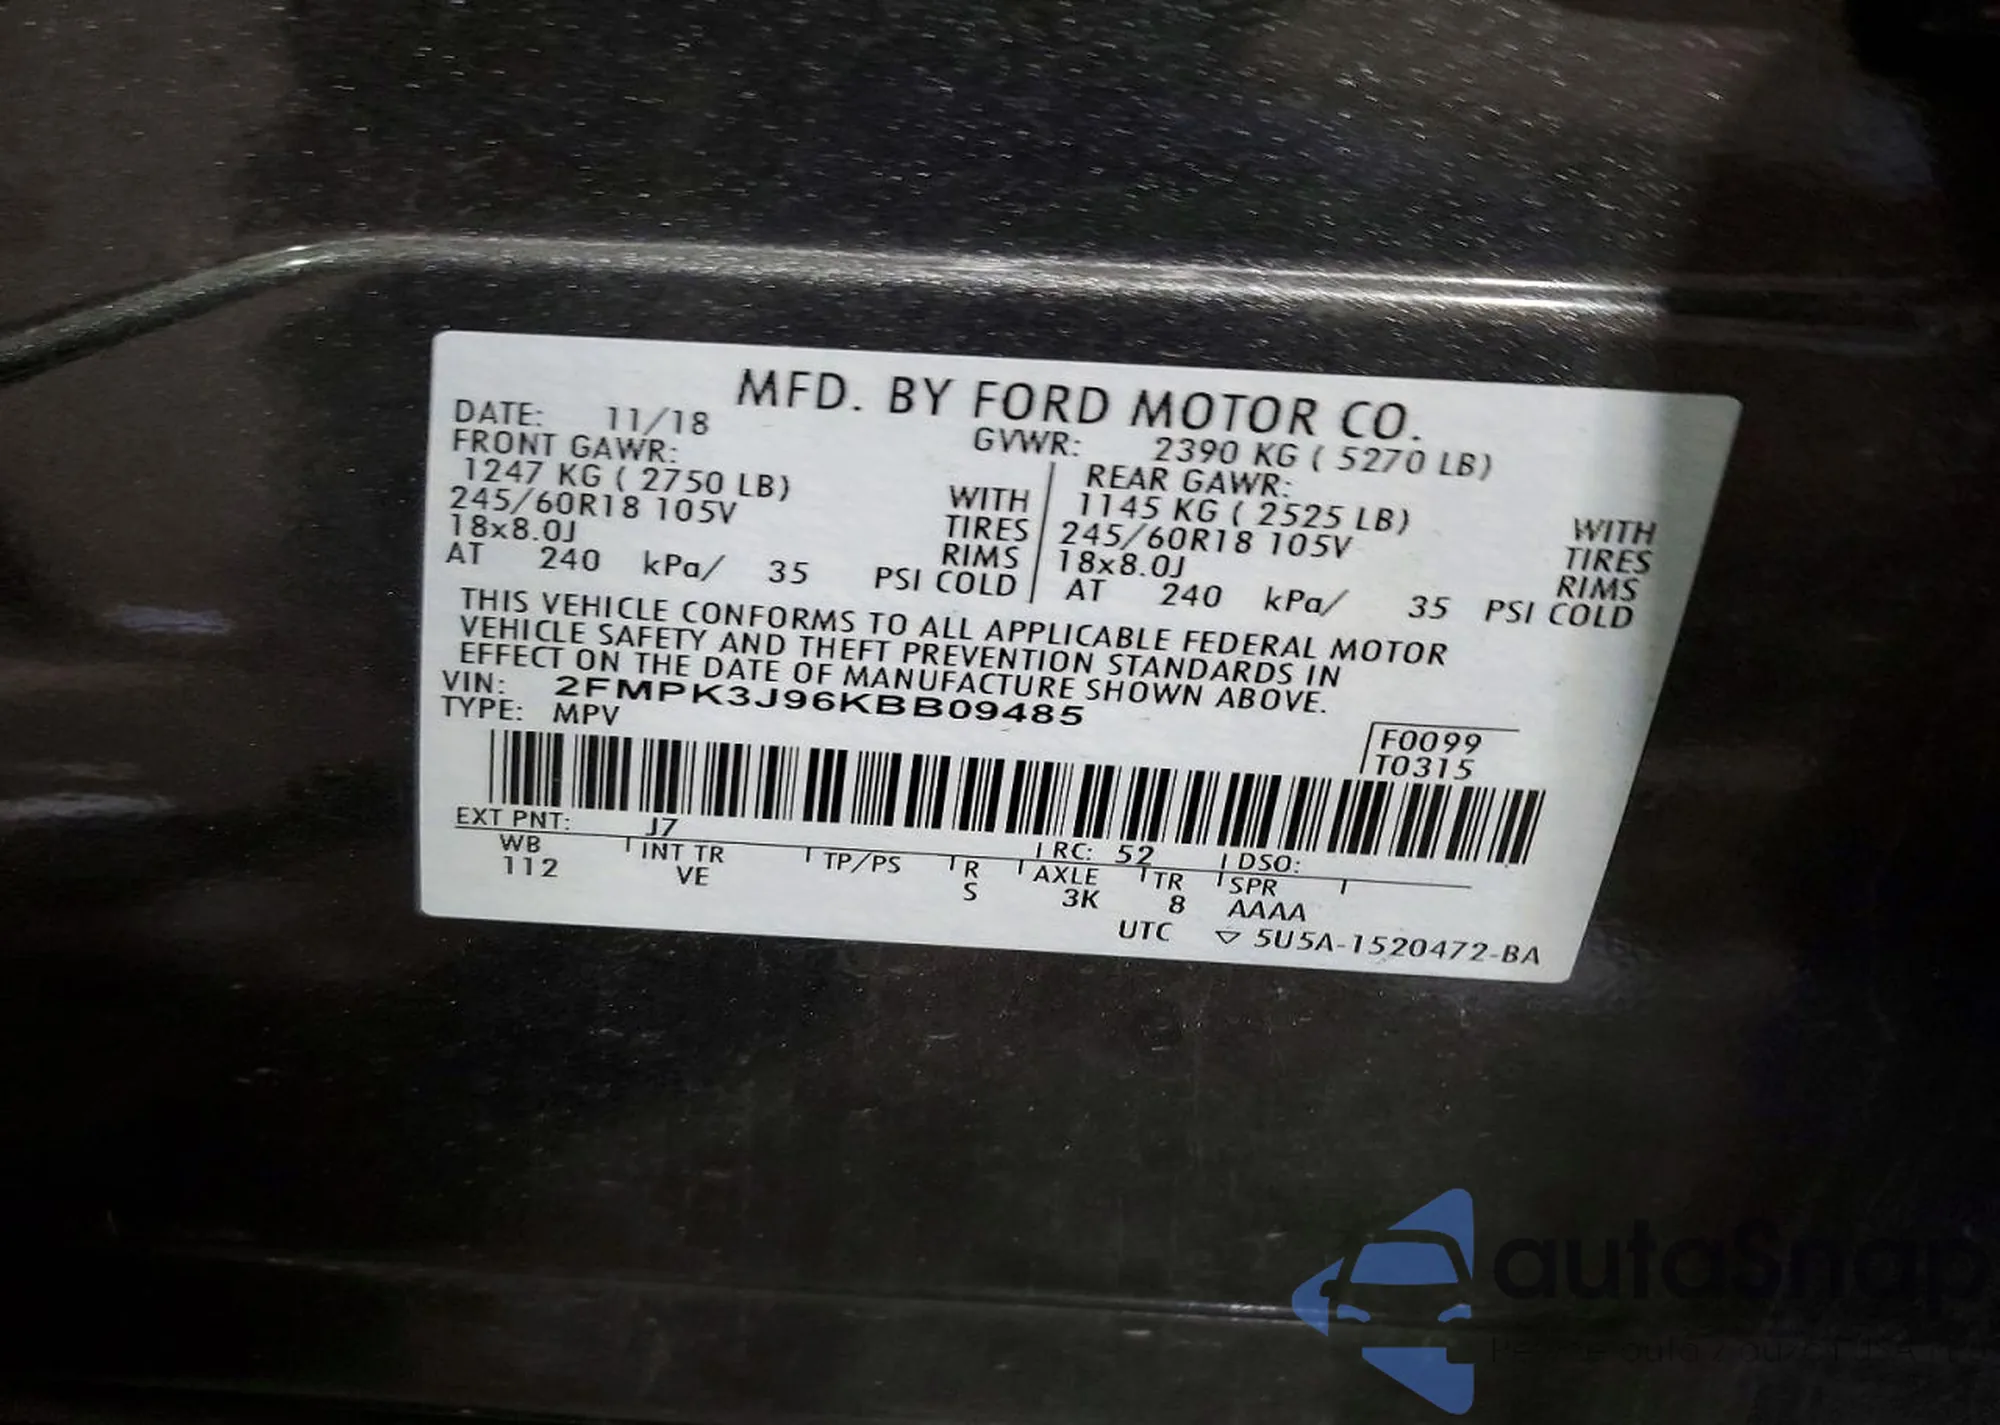 MFD. BY FORD MOTOR CO.
DATE: 11/18 GVWR: 2390 KG ( 5270 LB)
FRONT GAWR: REAR GAWR:
1247 KG ( 2750 LB) WITH 1145 KG ( 2525 LB) WITH
245/60R18 105V TIRES 245/60R18 105V TIRES
18x8.0J RIMS 18x8.0J RIMS
AT 240 kPa/ 35 PSI COLD AT 240 kPa/ 35 PSI COLD
THIS VEHICLE CONFORMS TO ALL APPLICABLE FEDERAL MOTOR
VEHICLE SAFETY AND THEFT PREVENTION STANDARDS IN
EFFECT ON THE DATE OF MANUFACTURE SHOWN ABOVE.
VIN: 2FMPK3J96KBB09485
TYPE: MPV
F0099
T0315
EXT PNT: J7 RC: 52 DSO:
WB INT TR TP/PS R AXLE TR SPR
112 VE S 3K 8 AAAA
UTC ▽ 5U5A-1520472-BA
autaSnap